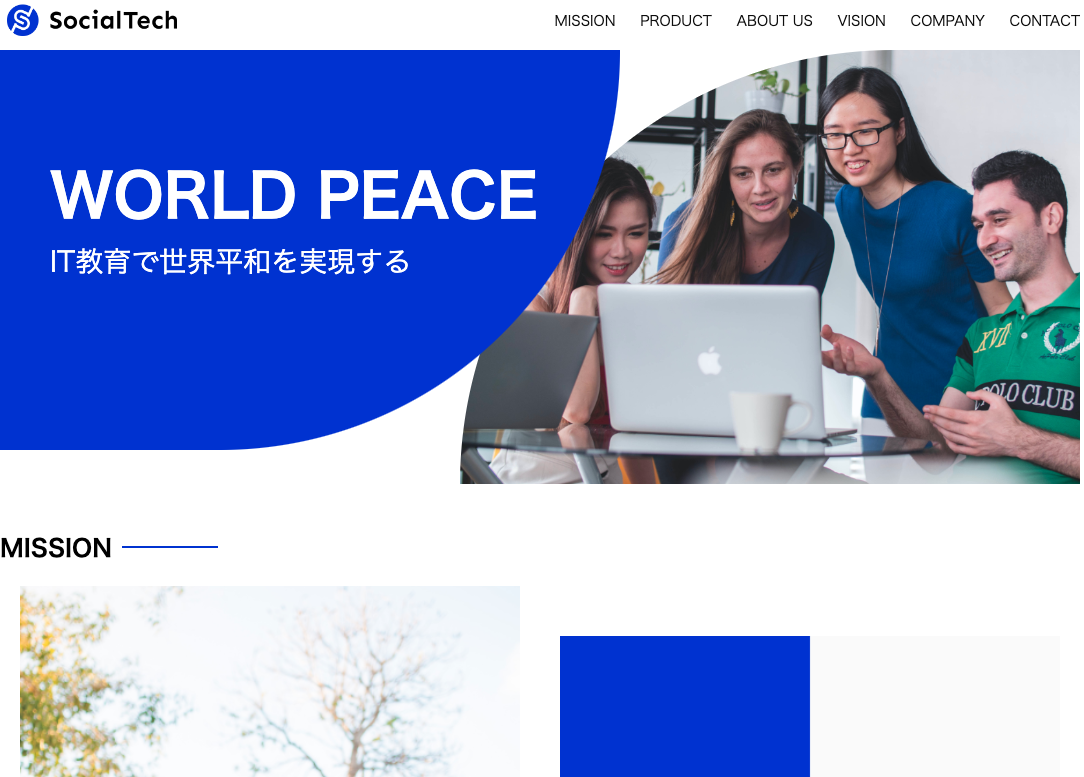 SocialTech
MISSION PRODUCT ABOUT US VISION COMPANY CONTACT
WORLD PEACE
IT教育で世界平和を実現する
XVII
POLO CLUB
MISSION